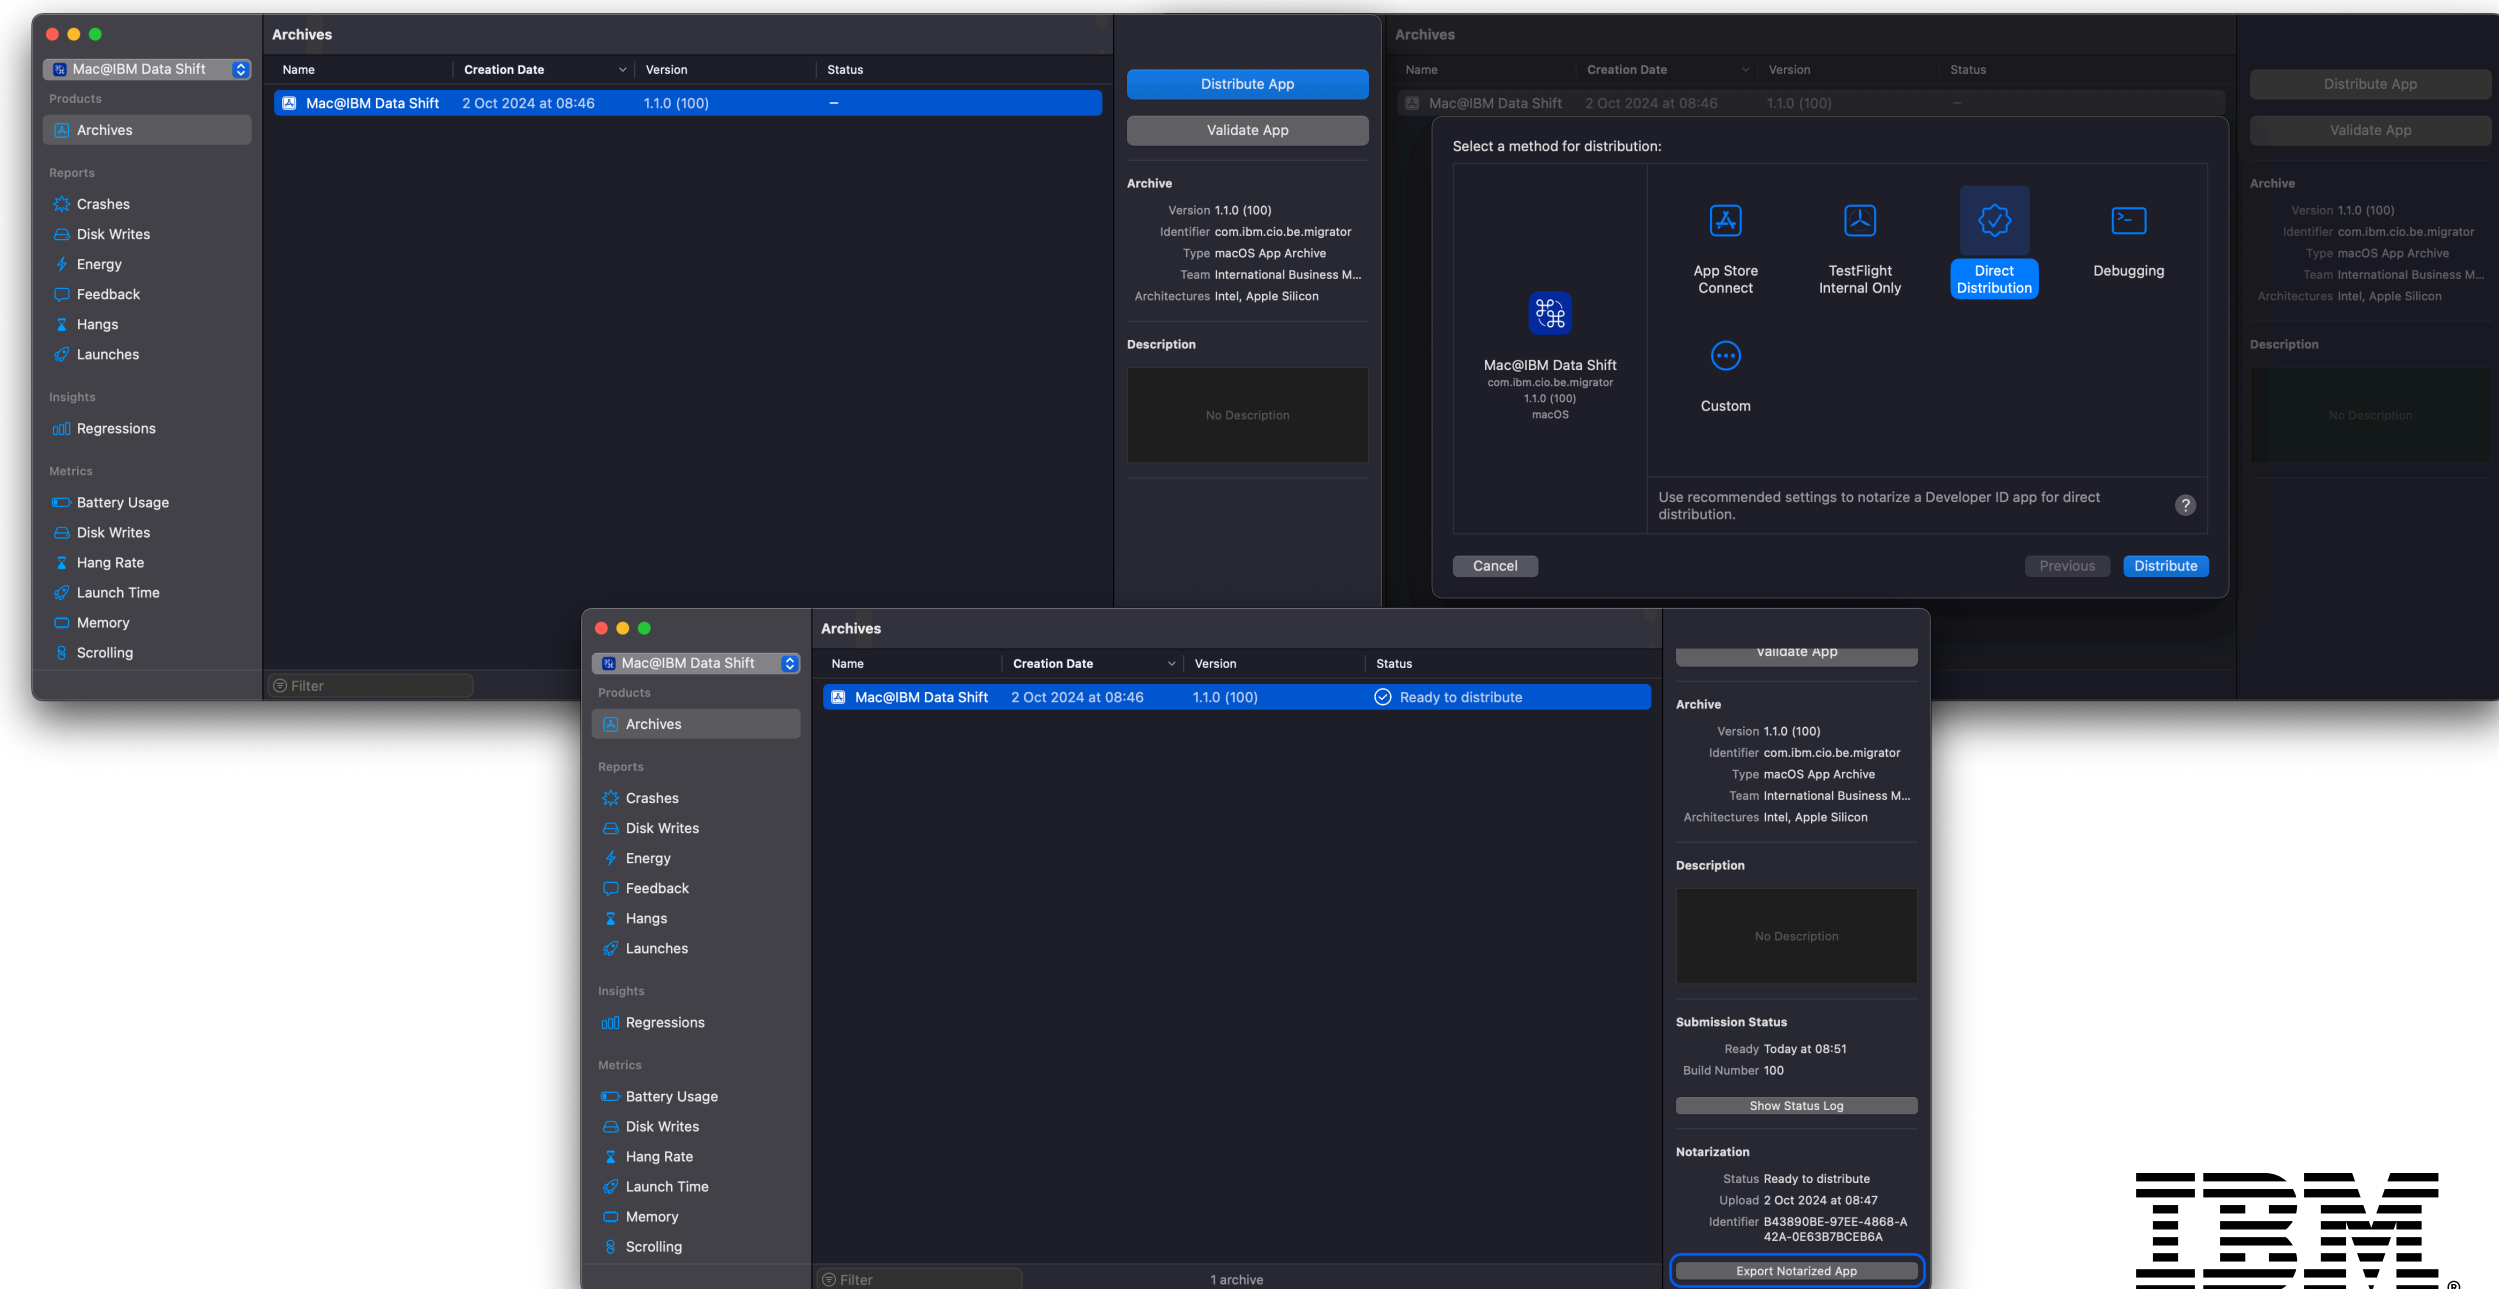 Mac@IBM Data Shift
Products
Archives
Reports
Crashes
Disk Writes
Energy
Feedback
Hangs
Launches
Insights
Regressions
Metrics
Battery Usage
Disk Writes
Hang Rate
Launch Time
Memory
Scrolling
Archives
Name Creation Date Version Status
Mac@IBM Data Shift 2 Oct 2024 at 08:46 1.1.0 (100) –
Filter
Distribute App
Validate App
Archive
Version 1.1.0 (100)
Identifier com.ibm.cio.be.migrator
Type macOS App Archive
Team International Business M...
Architectures Intel, Apple Silicon
Description
No Description
Archives
Name Creation Date Version Status
Mac@IBM Data Shift 2 Oct 2024 at 08:46 1.1.0 (100) –
Select a method for distribution:
Mac@IBM Data Shift
com.ibm.cio.be.migrator
1.1.0 (100)
macOS
App Store
Connect
TestFlight
Internal Only
Direct
Distribution
Debugging
Custom
Use recommended settings to notarize a Developer ID app for direct
distribution.
?
Cancel
Previous
Distribute
Distribute App
Validate App
Archive
Version 1.1.0 (100)
Identifier com.ibm.cio.be.migrator
Type macOS App Archive
Team International Business M...
Architectures Intel, Apple Silicon
Description
No Description
Mac@IBM Data Shift
Products
Archives
Reports
Crashes
Disk Writes
Energy
Feedback
Hangs
Launches
Insights
Regressions
Metrics
Battery Usage
Disk Writes
Hang Rate
Launch Time
Memory
Scrolling
Archives
Name Creation Date Version Status
Mac@IBM Data Shift 2 Oct 2024 at 08:46 1.1.0 (100) Ready to distribute
Filter
1 archive
Validate App
Archive
Version 1.1.0 (100)
Identifier com.ibm.cio.be.migrator
Type macOS App Archive
Team International Business M...
Architectures Intel, Apple Silicon
Description
No Description
Submission Status
Ready Today at 08:51
Build Number 100
Show Status Log
Notarization
Status Ready to distribute
Upload 2 Oct 2024 at 08:47
Identifier B43890BE-97EE-4868-A
42A-0E63B7BCEB6A
Export Notarized App
IBM®